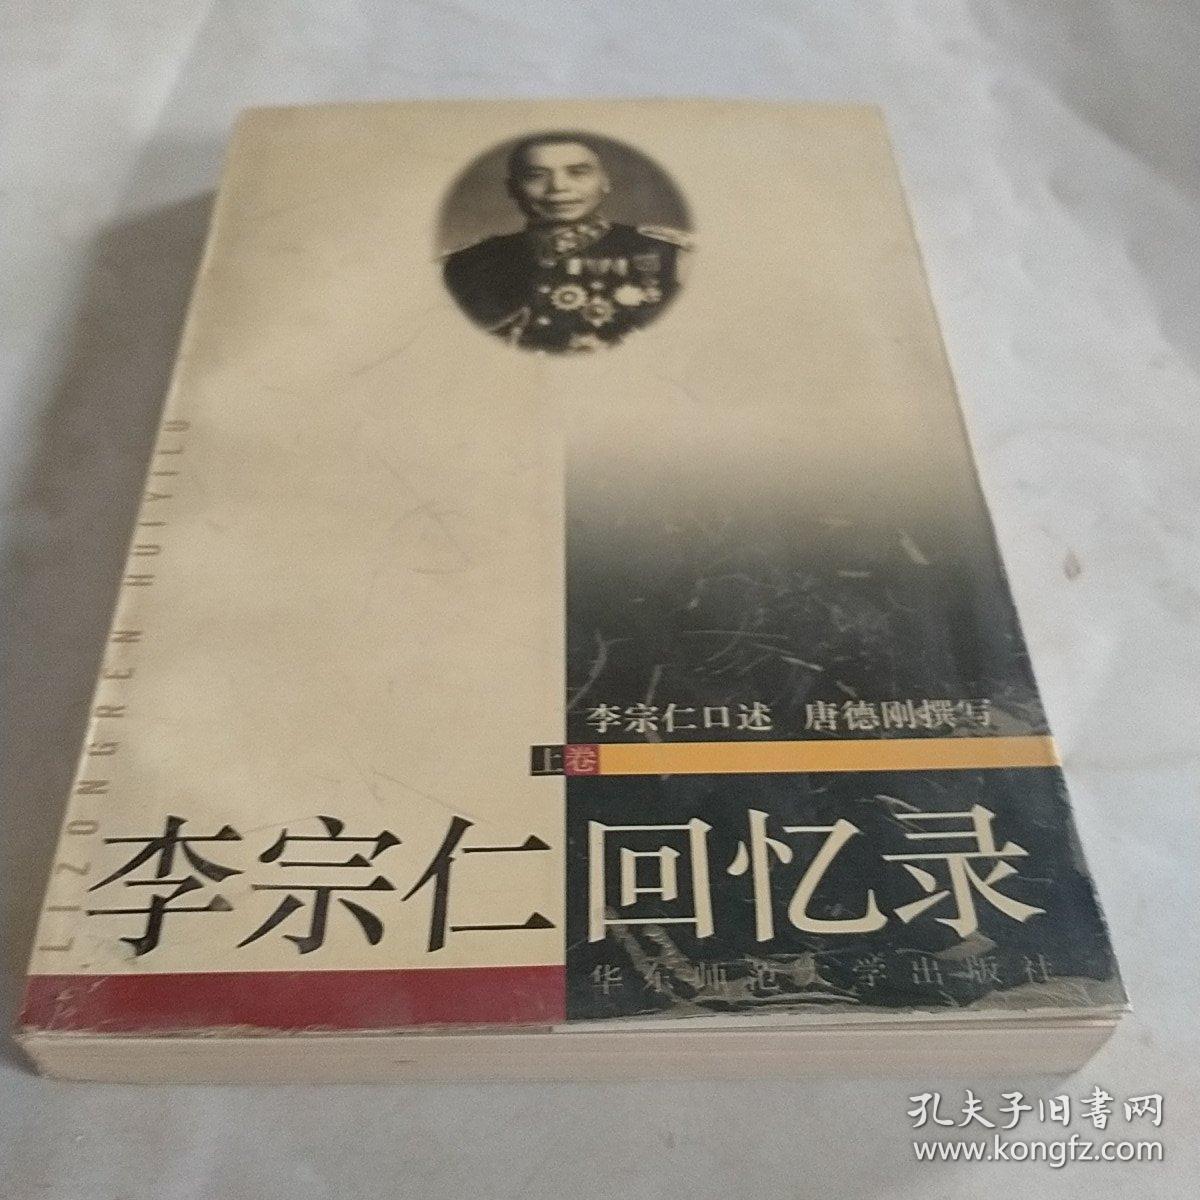 LIZONGREN HUIYILU
李宗仁口述 唐德刚撰写
上卷
李宗仁回忆录
华东师范大学出版社
孔夫子旧書网
www.kongfz.com